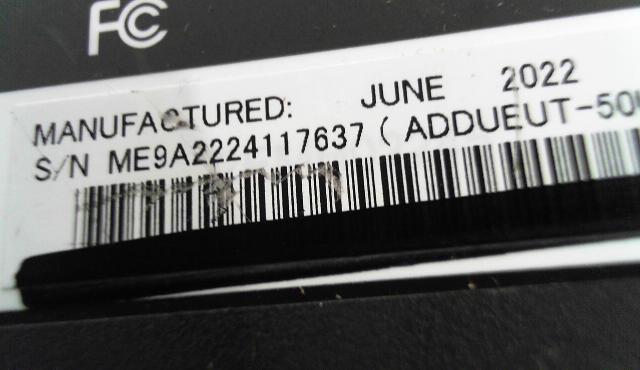 FC
MANUFACTURED: JUNE 2022
S/N ME9A2224117637 ( ADDUEUT-50